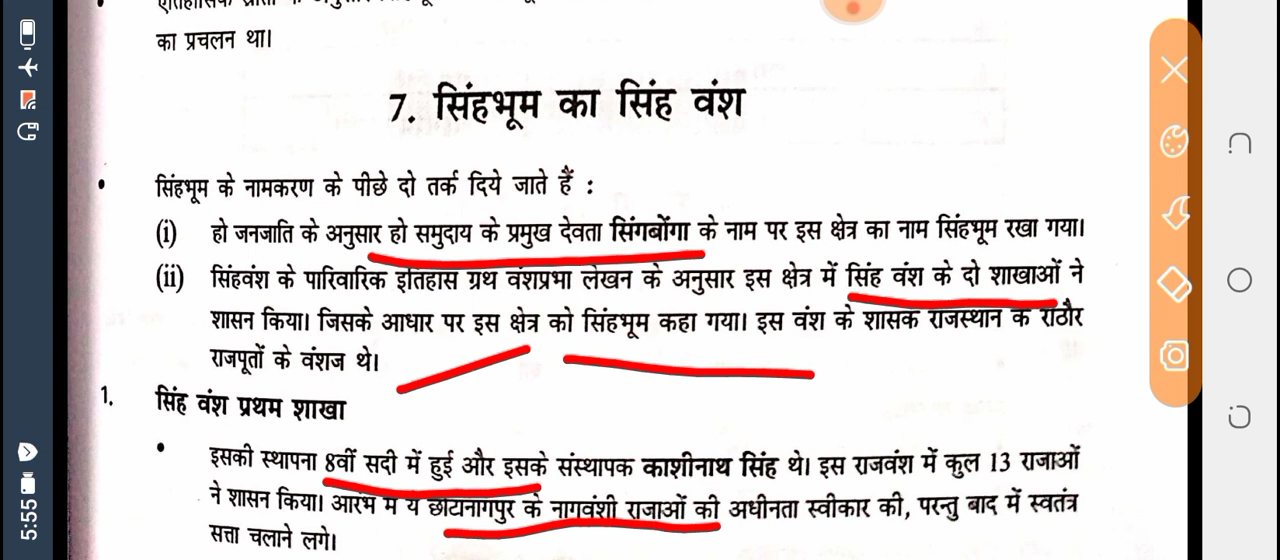 का प्रचलन था।
7. सिंहभूम का सिंह वंश
• सिंहभूम के नामकरण के पीछे दो तर्क दिये जाते हैं :
(i) हो जनजाति के अनुसार हो समुदाय के प्रमुख देवता सिंगबोंगा के नाम पर इस क्षेत्र का नाम सिंहभूम रखा गया।
(ii) सिंहवंश के पारिवारिक इतिहास ग्रथ वंशप्रभा लेखन के अनुसार इस क्षेत्र में सिंह वंश के दो शाखाओं ने
शासन किया। जिसके आधार पर इस क्षेत्र को सिंहभूम कहा गया। इस वंश के शासक राजस्थान के राठौर
राजपूतों के वंशज थे।
1. सिंह वंश प्रथम शाखा
• इसकी स्थापना 8वीं सदी में हुई और इसके संस्थापक काशीनाथ सिंह थे। इस राजवंश में कुल 13 राजाओं
ने शासन किया। आरंभ में ये छोटानागपुर के नागवंशी राजाओं की अधीनता स्वीकार की, परन्तु बाद में स्वतंत्र
सत्ता चलाने लगे।
5:55